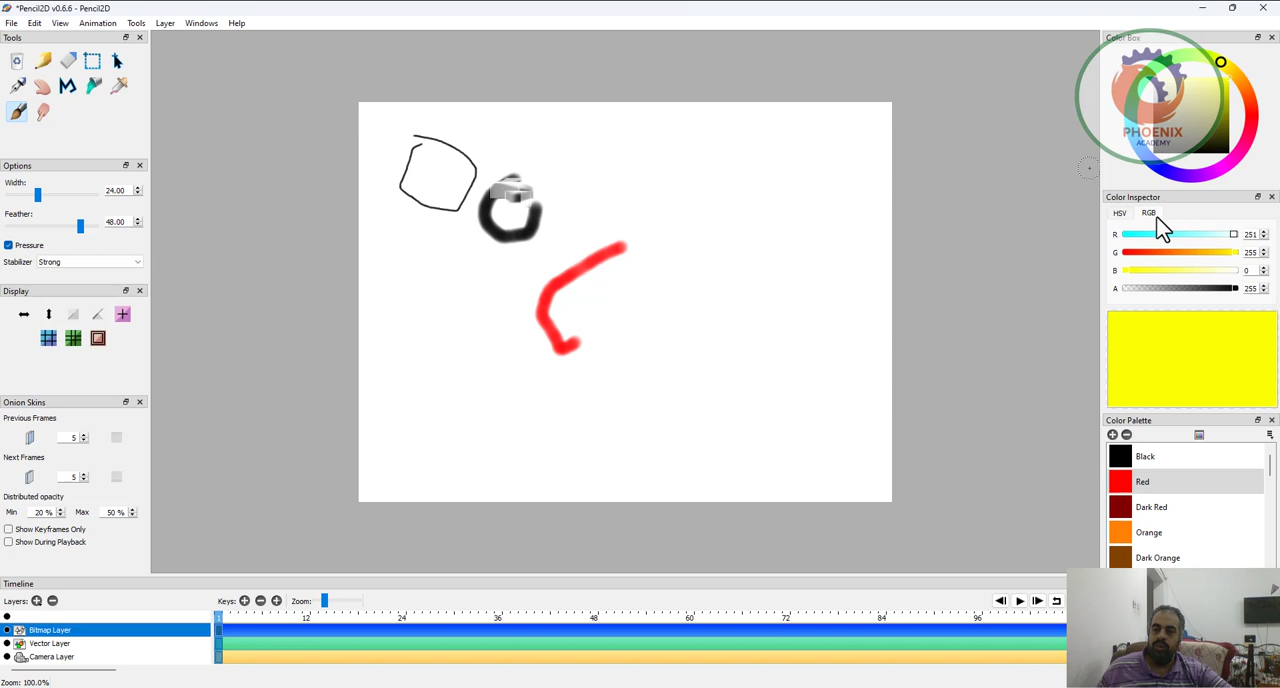 *Pencil2D v0.6.6 - Pencil2D
File Edit View Animation Tools Layer Windows Help
Tools
Options
Width:
24.00
Feather:
48.00
Pressure
Stabilizer Strong
Display
Onion Skins
Previous Frames
5
Next Frames
5
Distributed opacity
Min 20 % Max 50 %
Show Keyframes Only
Show During Playback
Color Box
PHOENIX
ACADEMY
Color Inspector
HSV RGB
R 251
G 255
B 0
A 255
Color Palette
Black
Red
Dark Red
Orange
Dark Orange
Timeline
Layers: Keys: Zoom:
1 12 24 36 48 60 72 84 96
Bitmap Layer
Vector Layer
Camera Layer
Zoom: 100.0%